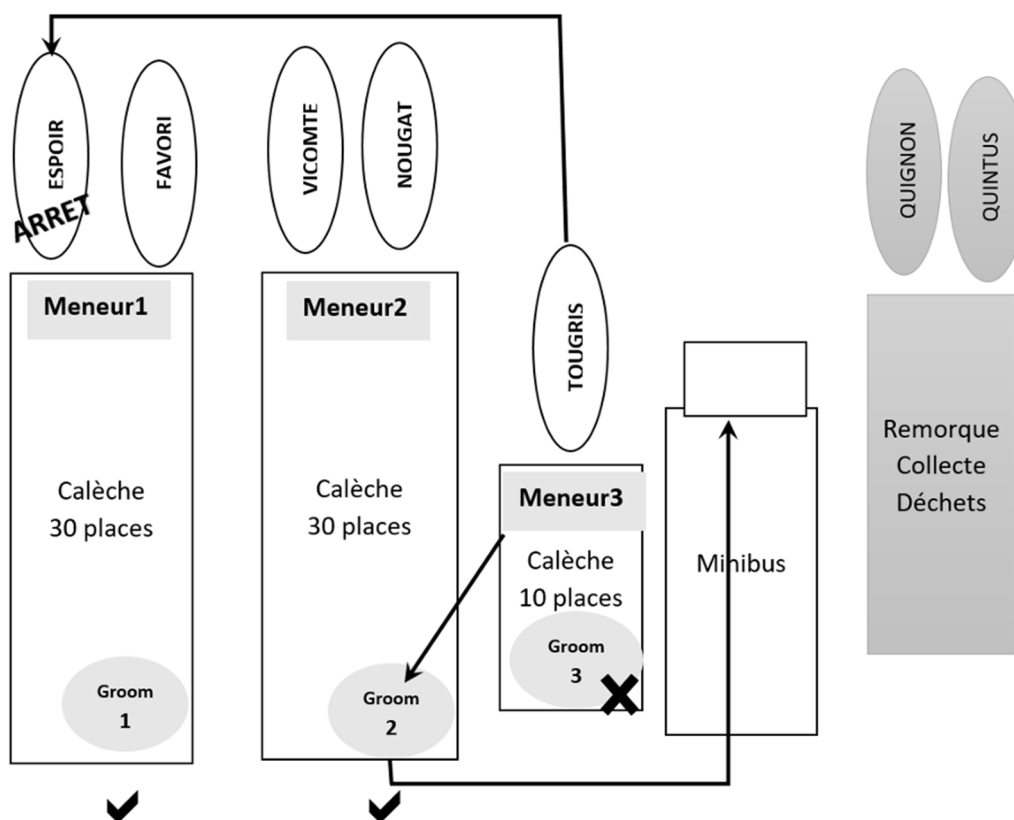 ESPOIR
ARRET
FAVORI
VICOMTE
NOUGAT
TOUGRIS
QUIGNON
QUINTUS
Meneur1
Calèche
30 places
Groom
1
Meneur2
Calèche
30 places
Groom
2
Meneur3
Calèche
10 places
Groom
3
Minibus
Remorque
Collecte
Déchets